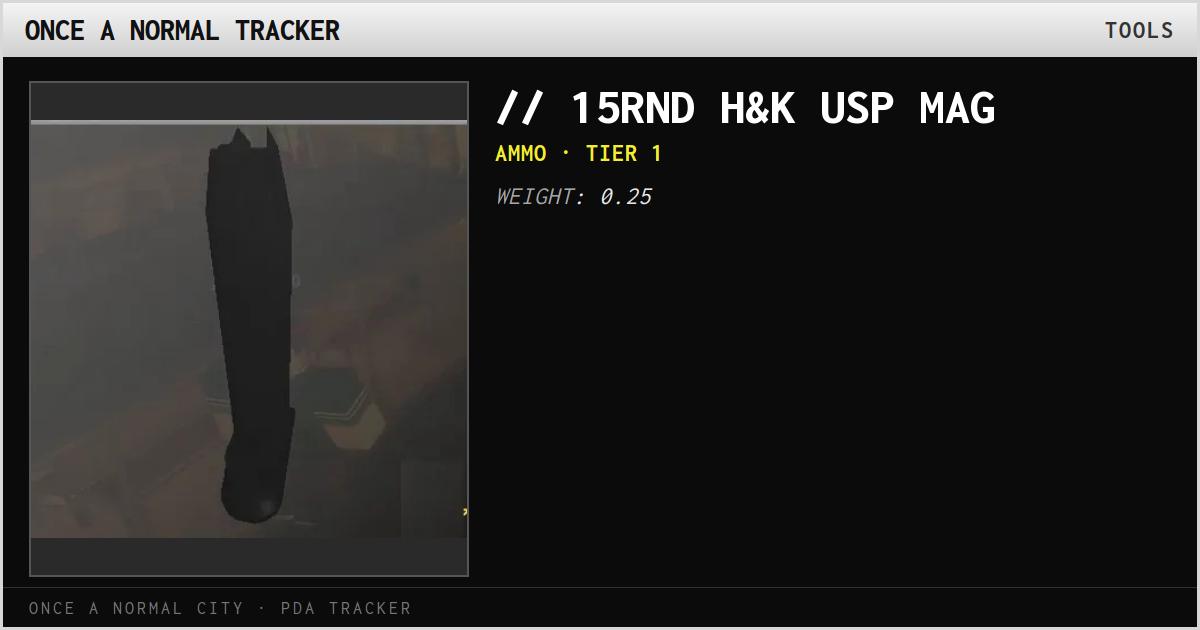 ONCE A NORMAL TRACKER
TOOLS
// 15RND H&K USP MAG
AMMO · TIER 1
WEIGHT: 0.25
ONCE A NORMAL CITY · PDA TRACKER